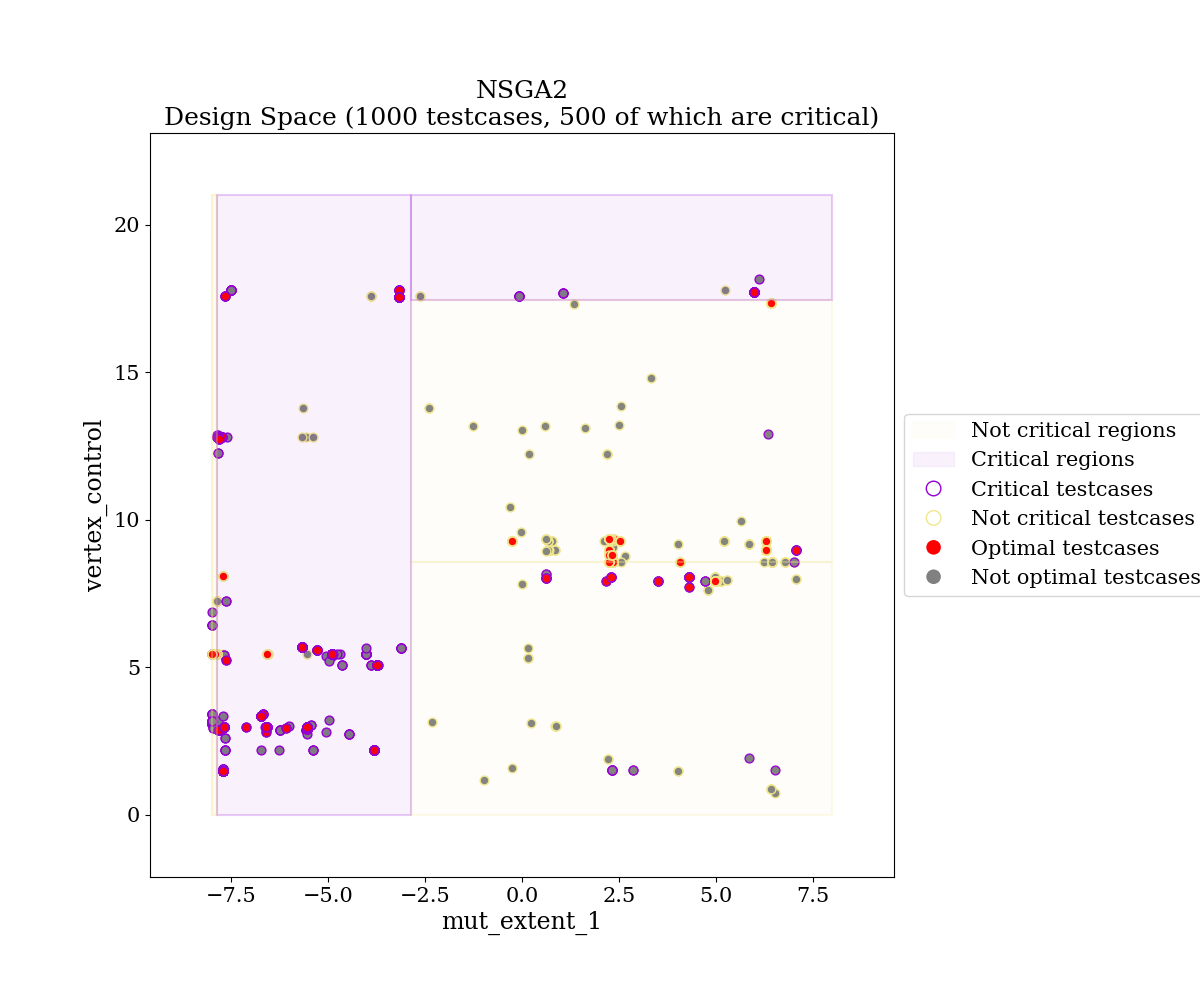 NSGA2
Design Space (1000 testcases, 500 of which are critical)
20
15
10
5
0
vertex_control
−7.5
−5.0
−2.5
0.0
2.5
5.0
7.5
mut_extent_1
Not critical regions
Critical regions
Critical testcases
Not critical testcases
Optimal testcases
Not optimal testcases